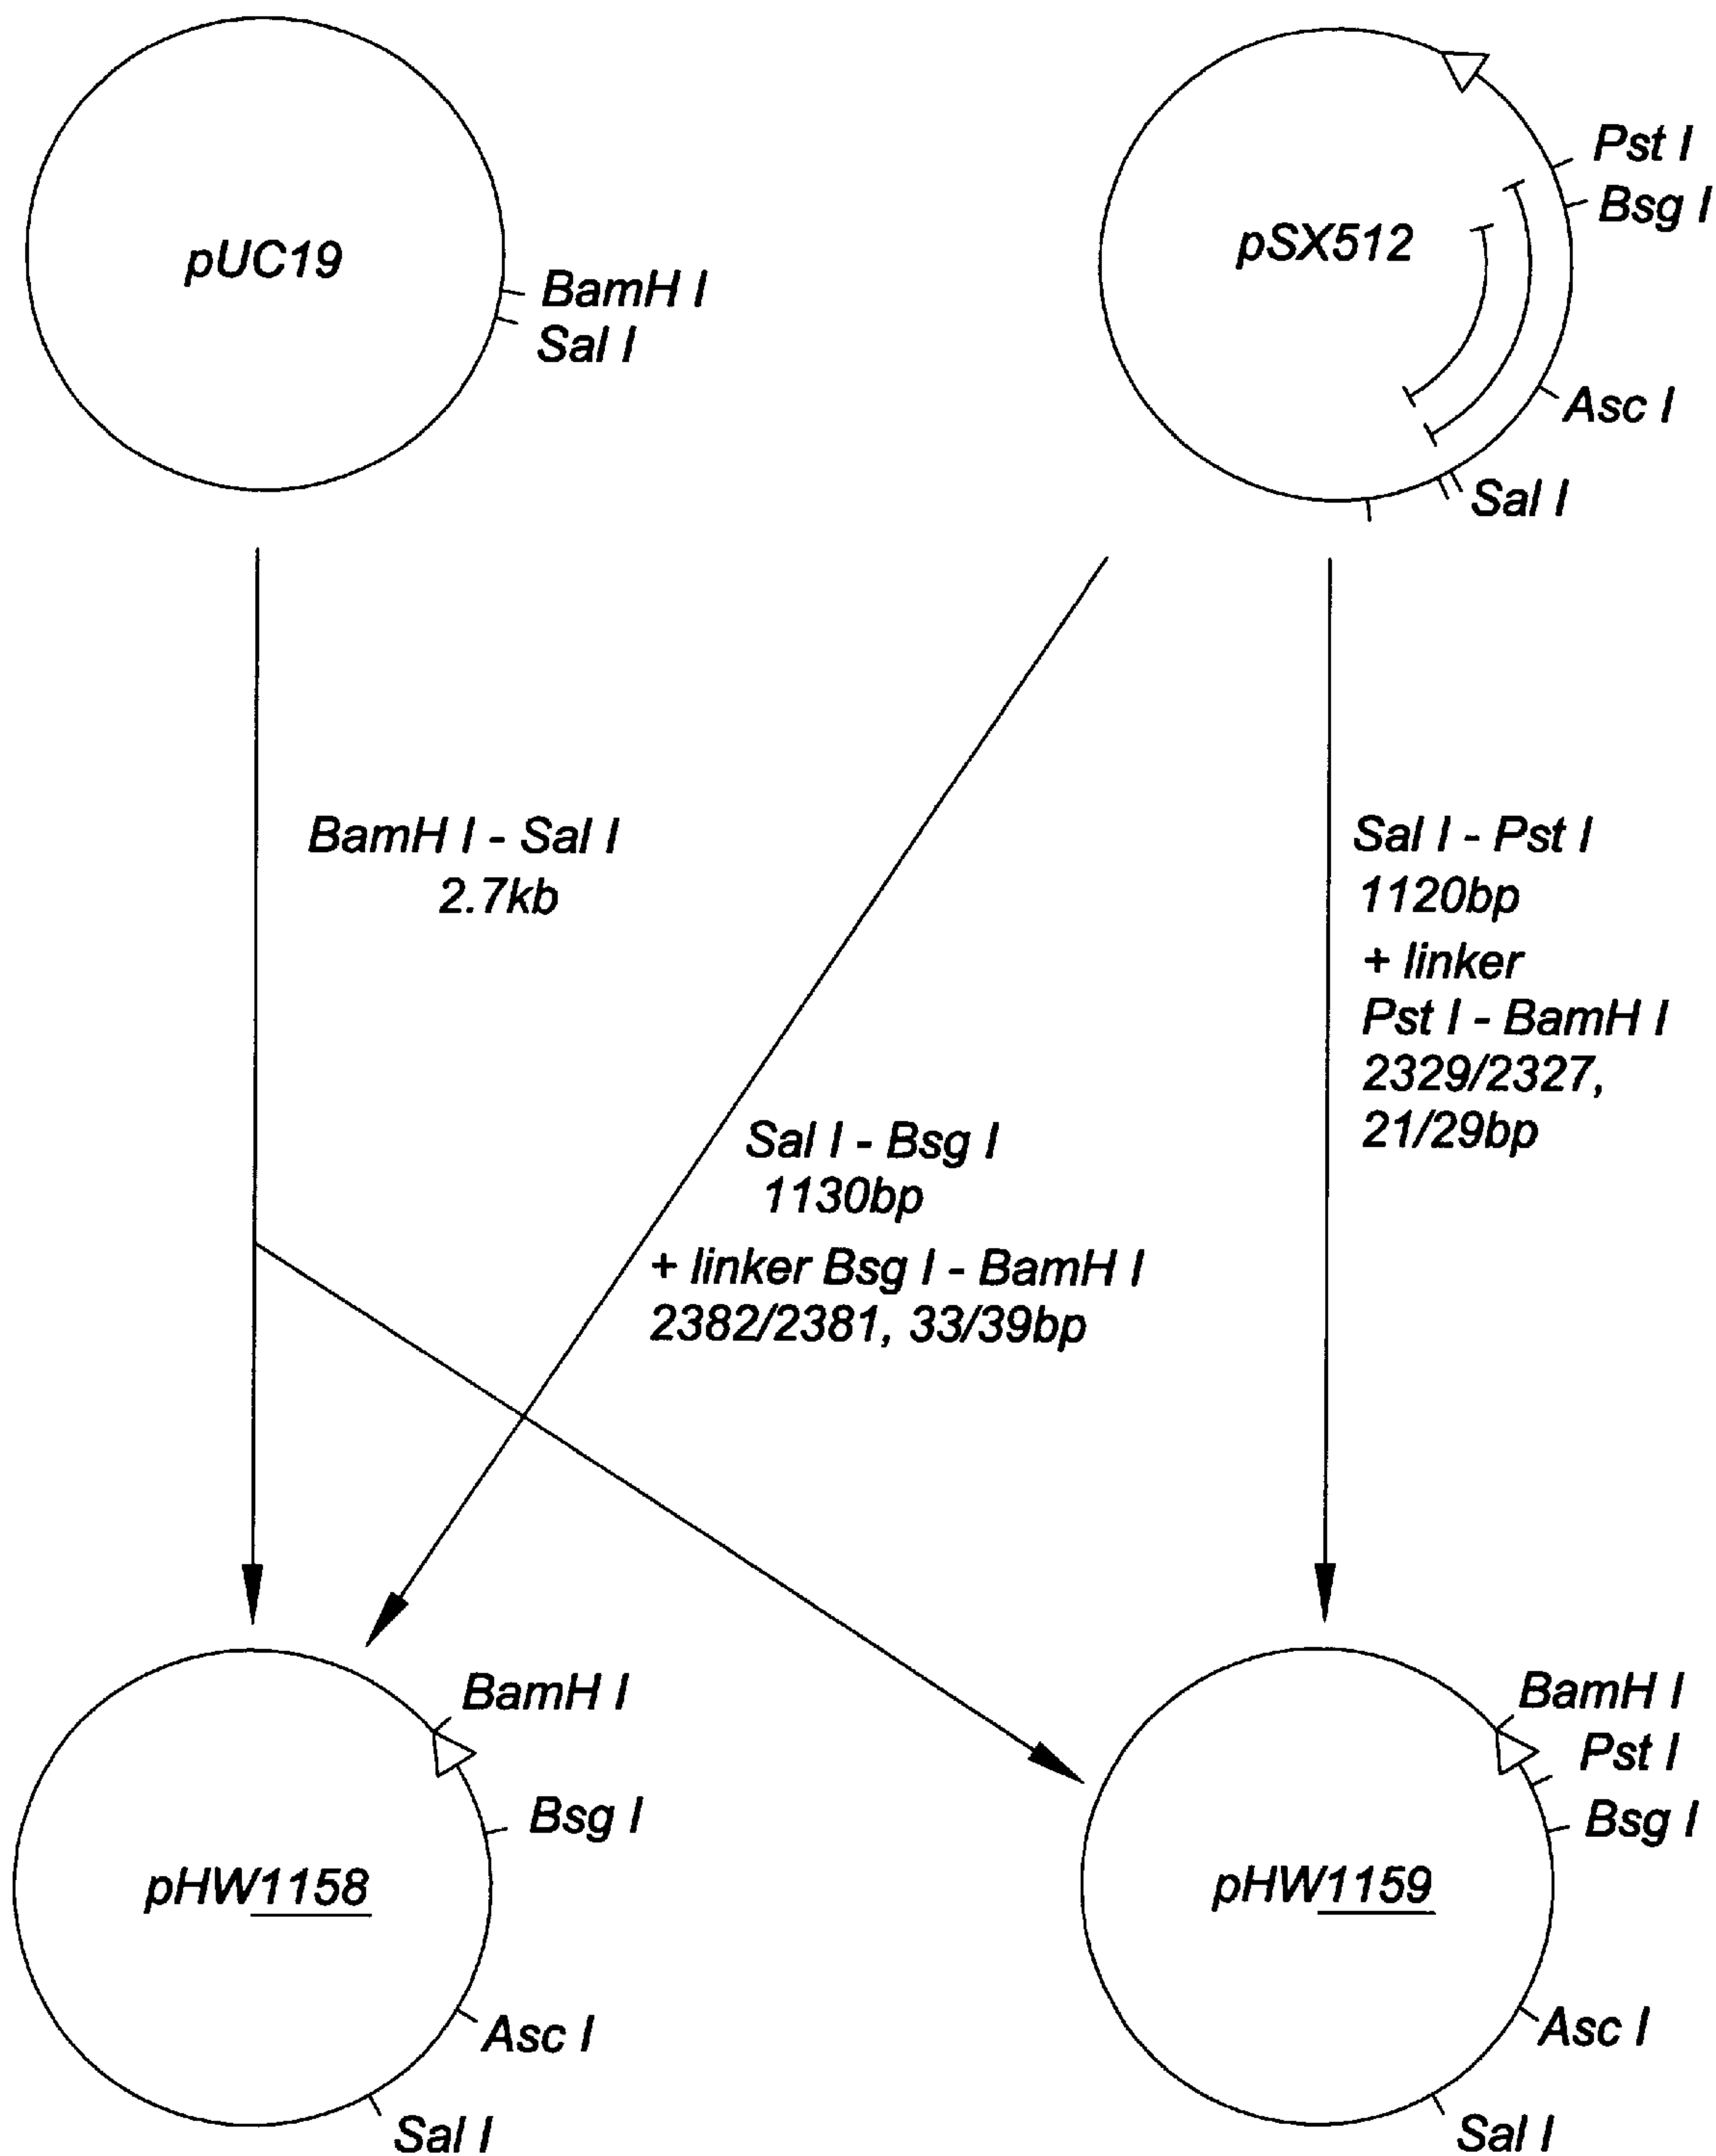 pUC19
BamH I
Sal I
pSX512
Pst I
Bsg I
Asc I
Sal I
BamH I - Sal I
2.7kb
Sal I - Bsg I
1130bp
+ linker Bsg I - BamH I
2382/2381, 33/39bp
Sal I - Pst I
1120bp
+ linker
Pst I - BamH I
2329/2327,
21/29bp
BamH I
Bsg I
pHW1158
Asc I
Sal I
BamH I
Pst I
Bsg I
pHW1159
Asc I
Sal I